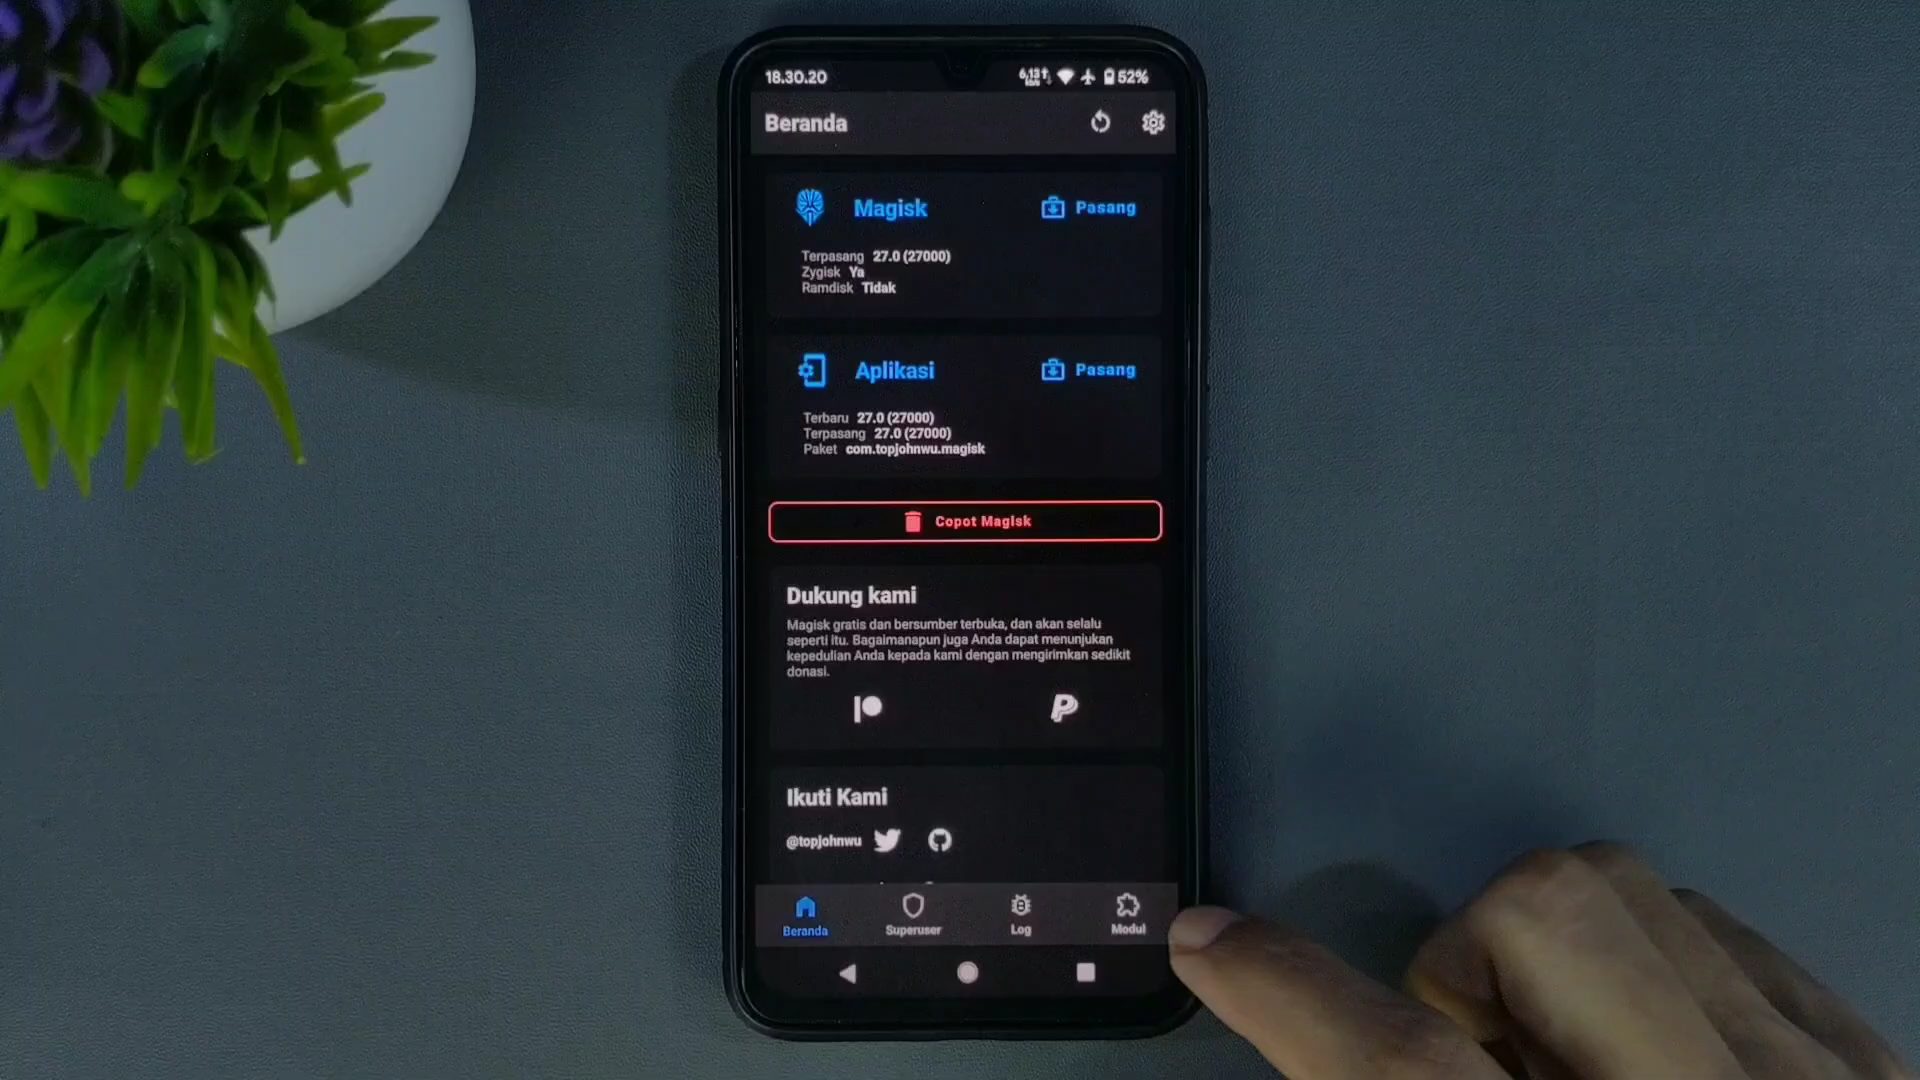 18.30.20
52%
Beranda
Magisk
Pasang
Terpasang 27.0 (27000)
Zygisk Ya
Ramdisk Tidak
Aplikasi
Pasang
Terbaru 27.0 (27000)
Terpasang 27.0 (27000)
Paket com.topjohnwu.magisk
Copot Magisk
Dukung kami
Magisk gratis dan bersumber terbuka, dan akan selalu
seperti itu. Bagaimanapun juga Anda dapat menunjukan
kepedulian Anda kepada kami dengan mengirimkan sedikit
donasi.
Ikuti Kami
@topjohnwu
Beranda
Superuser
Log
Modul